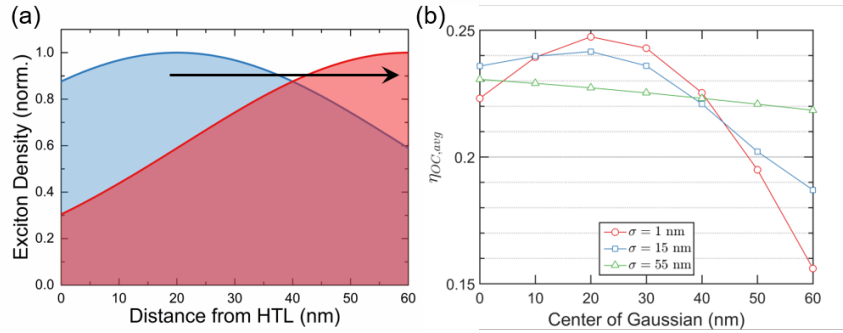 (a)
Exciton Density (norm.)
1.0
0.8
0.6
0.4
0.2
0.0
0 10 20 30 40 50 60
Distance from HTL (nm)
(b)
η_{OC,avg}
0.25
0.2
0.15
σ = 1 nm
σ = 15 nm
σ = 55 nm
0 10 20 30 40 50 60
Center of Gaussian (nm)